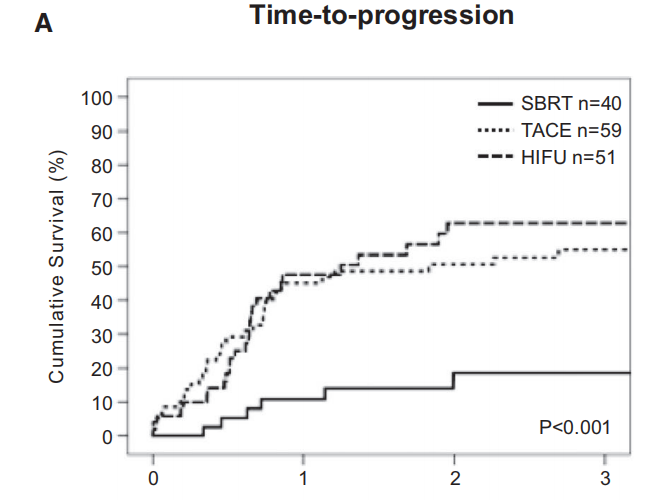 A
Time-to-progression
Cumulative Survival (%)
100
90
80
70
60
50
40
30
20
10
0
SBRT n=40
TACE n=59
HIFU n=51
P<0.001
0 1 2 3